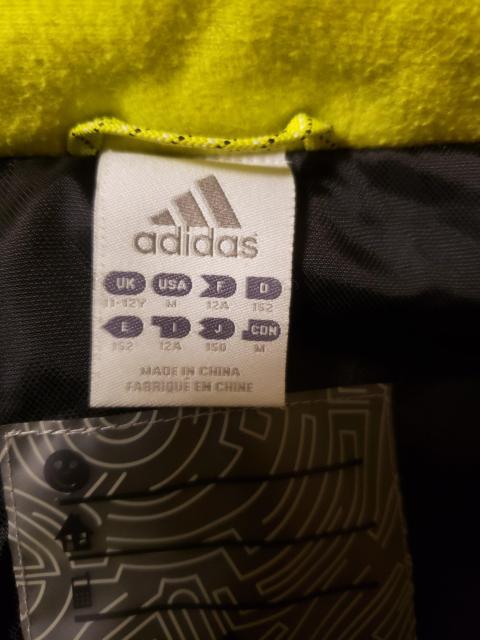 adidas
UK USA F D
11-12Y M 12A 152
E I J CDN
152 12A 150 M
MADE IN CHINA
FABRIQUÉ EN CHINE